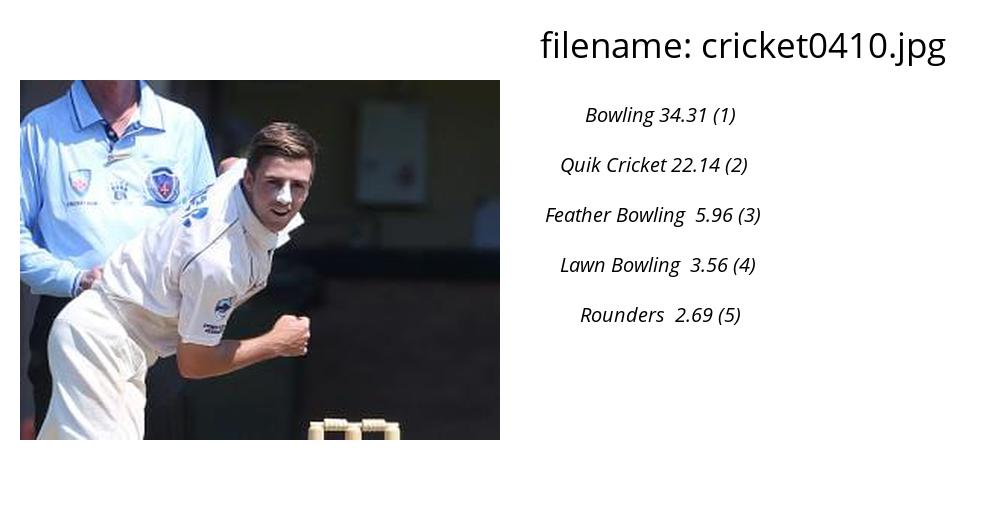 filename: cricket0410.jpg
Bowling 34.31 (1)
Quik Cricket 22.14 (2)
Feather Bowling 5.96 (3)
Lawn Bowling 3.56 (4)
Rounders 2.69 (5)